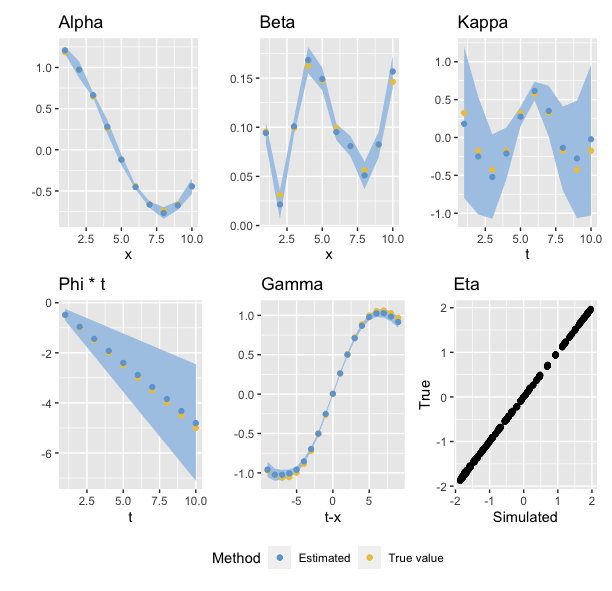 Alpha
1.0
0.5
0.0
-0.5
2.5 5.0 7.5 10.0
x
Beta
0.15
0.10
0.05
0.00
2.5 5.0 7.5 10.0
x
Kappa
1.0
0.5
0.0
-0.5
-1.0
2.5 5.0 7.5 10.0
t
Phi * t
0
-2
-4
-6
2.5 5.0 7.5 10.0
t
Gamma
1.0
0.5
0.0
-0.5
-1.0
-5 0 5
t-x
Eta
True
2
1
0
-1
-2
-2 -1 0 1 2
Simulated
Method Estimated True value